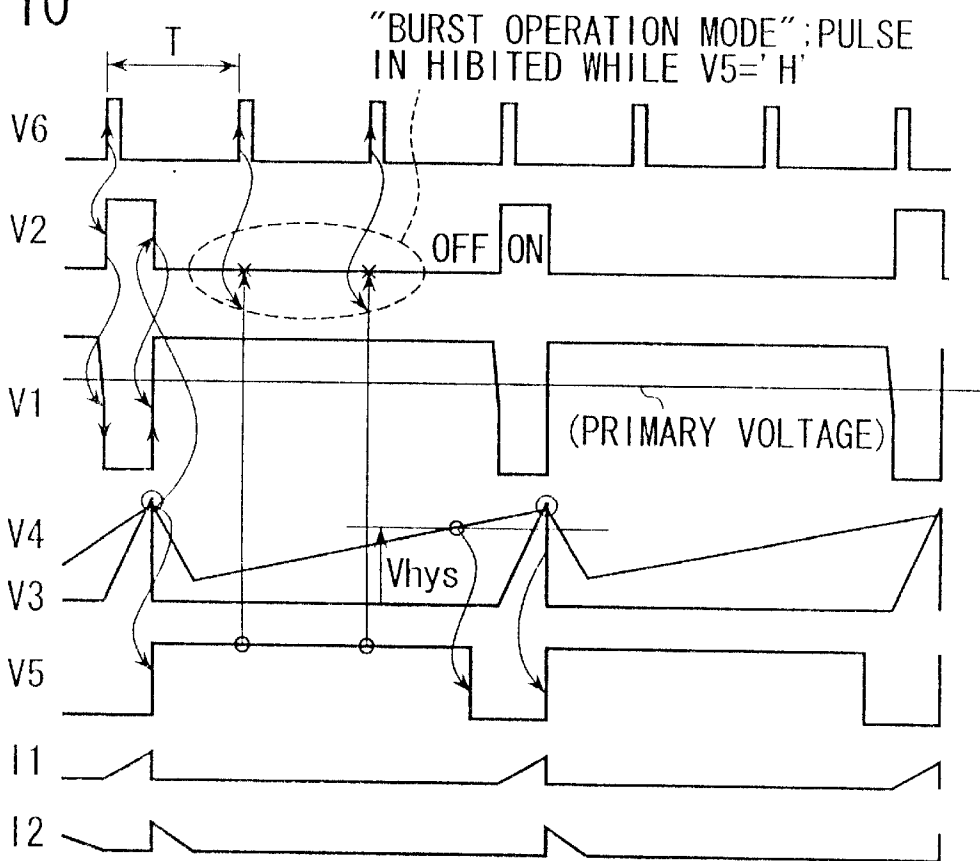 10
T
"BURST OPERATION MODE";PULSE
IN HIBITED WHILE V5='H'
V6
V2
OFF ON
V1
(PRIMARY VOLTAGE)
V4
Vhys
V3
V5
I1
I2